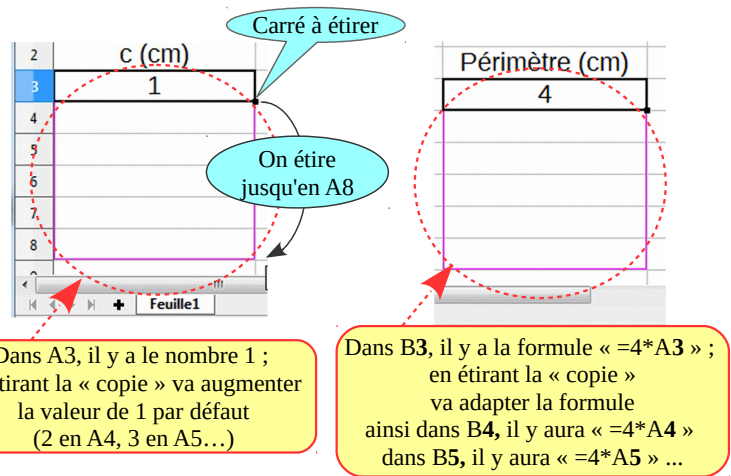 Carré à étirer
2
c (cm)
3
1
4
5
6
7
8
On étire
jusqu'en A8
Feuille1
Périmètre (cm)
4
Dans A3, il y a le nombre 1 ;
tirant la « copie » va augmenter
la valeur de 1 par défaut
(2 en A4, 3 en A5…)
Dans B3, il y a la formule « =4*A3 » ;
en étirant la « copie »
va adapter la formule
ainsi dans B4, il y aura « =4*A4 »
dans B5, il y aura « =4*A5 » ...